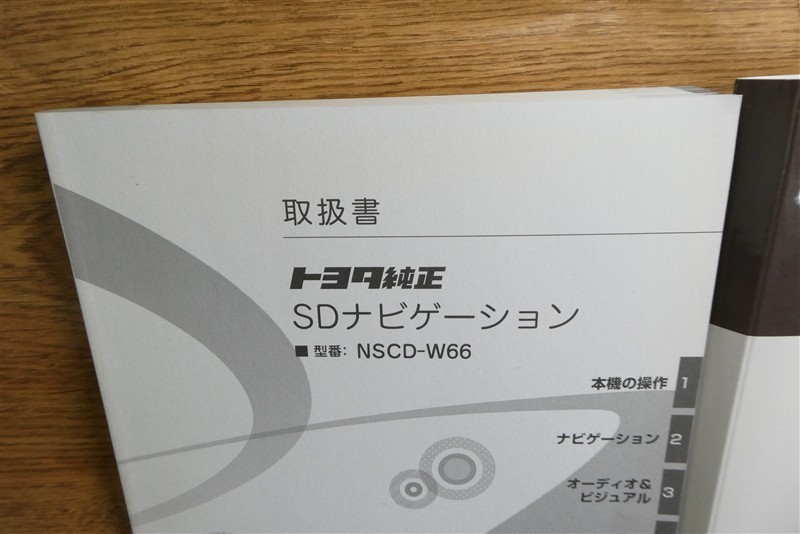 取扱書
トヨタ純正
SDナビゲーション
■ 型番: NSCD-W66
本機の操作 1
ナビゲーション 2
オーディオ&
ビジュアル 3